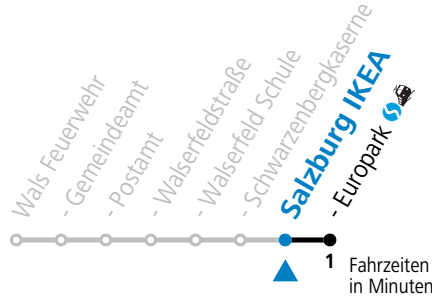 Wals Feuerwehr
- Gemeindeamt
- Postamt
- Walserfeldstraße
- Walserfeld Schule
- Schwarzenbergkaserne
Salzburg IKEA
- Europark
1
Fahrzeiten
in Minuten